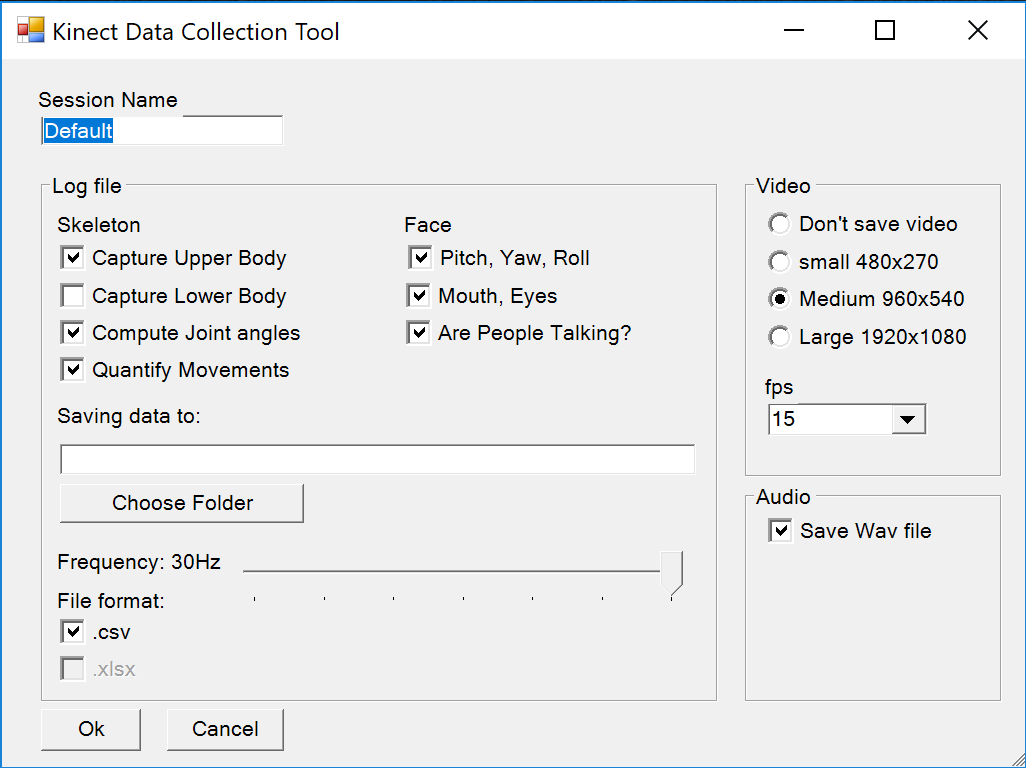 Kinect Data Collection Tool
Session Name
Default
Log file
Skeleton
Capture Upper Body
Capture Lower Body
Compute Joint angles
Quantify Movements
Face
Pitch, Yaw, Roll
Mouth, Eyes
Are People Talking?
Saving data to:
Choose Folder
Frequency: 30Hz
File format:
.csv
.xlsx
Video
Don't save video
small 480x270
Medium 960x540
Large 1920x1080
fps
15
Audio
Save Wav file
Ok
Cancel